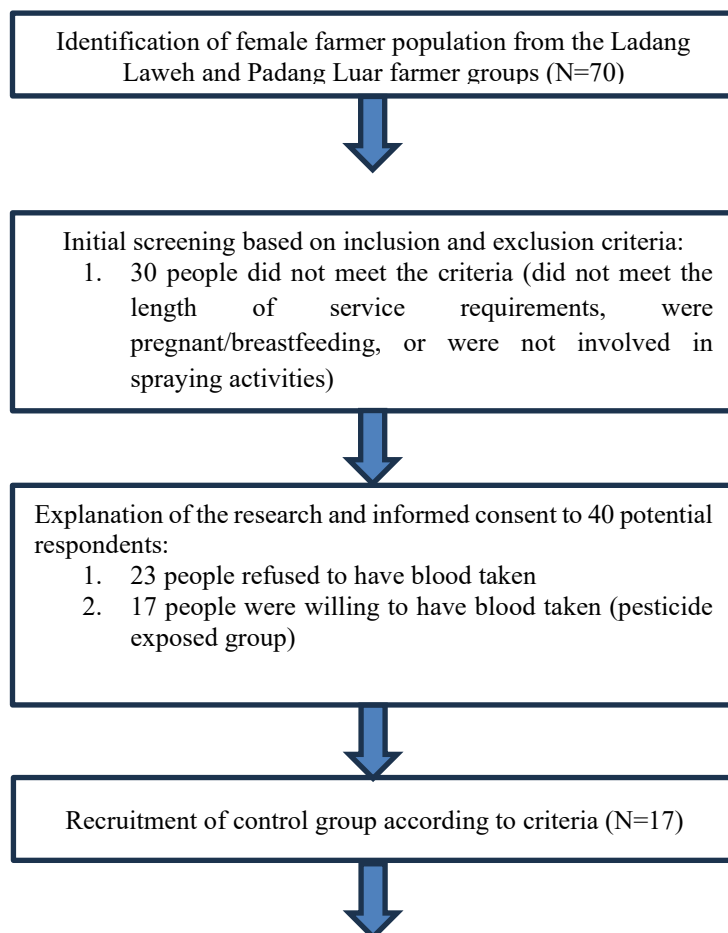 Identification of female farmer population from the Ladang
Laweh and Padang Luar farmer groups (N=70)
Initial screening based on inclusion and exclusion criteria:
1. 30 people did not meet the criteria (did not meet the
length of service requirements, were
pregnant/breastfeeding, or were not involved in
spraying activities)
Explanation of the research and informed consent to 40 potential
respondents:
1. 23 people refused to have blood taken
2. 17 people were willing to have blood taken (pesticide
exposed group)
Recruitment of control group according to criteria (N=17)